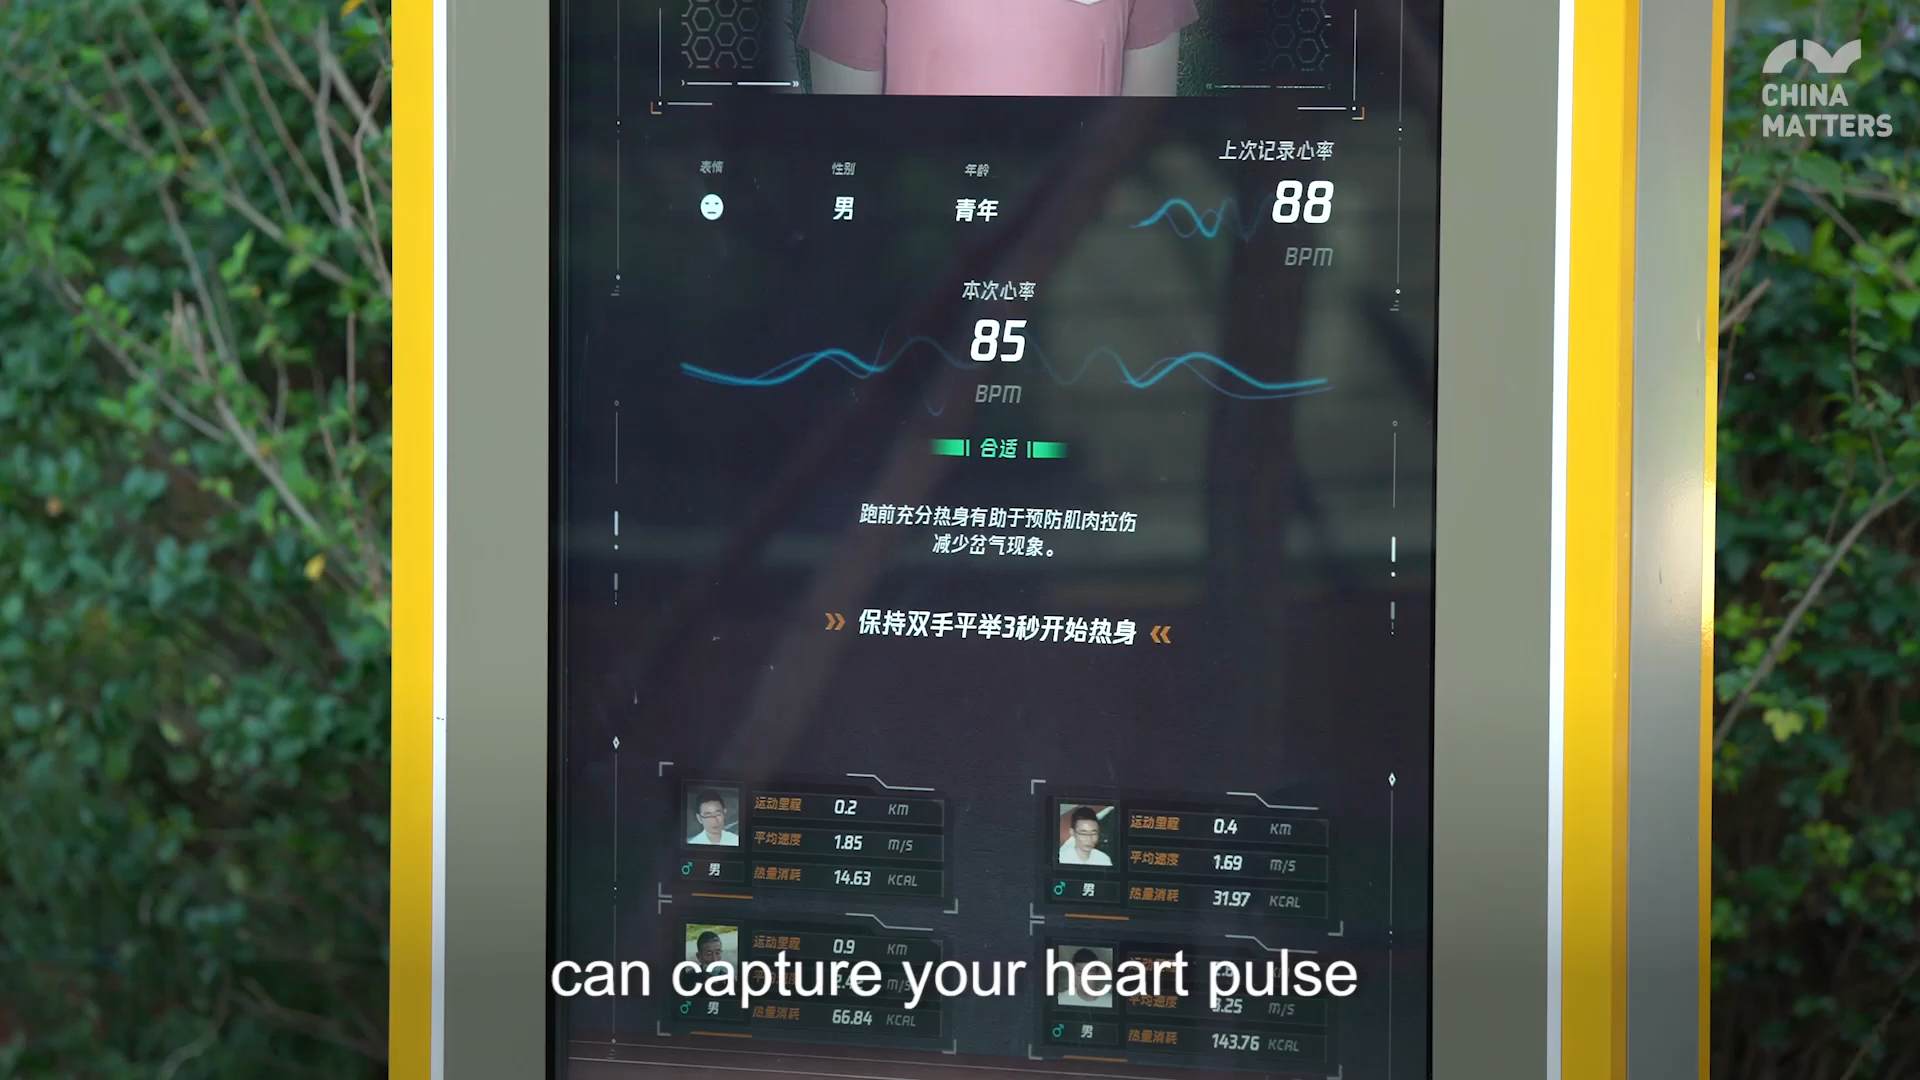 CHINA
MATTERS
表情
性别
年龄
上次记录心率
男
青年
88
BPM
本次心率
85
BPM
合适
跑前充分热身有助于预防肌肉拉伤
减少岔气现象。
保持双手平举3秒开始热身
运动里程 0.2 KM
平均速度 1.85 m/s
男
热量消耗 14.63 KCAL
运动里程 0.4 KM
平均速度 1.69 m/s
男
热量消耗 31.97 KCAL
运动里程 0.9 KM
m/s
男
热量消耗 66.84 KCAL
平均速度 3.25 m/s
男
热量消耗 143.76 KCAL
can capture your heart pulse